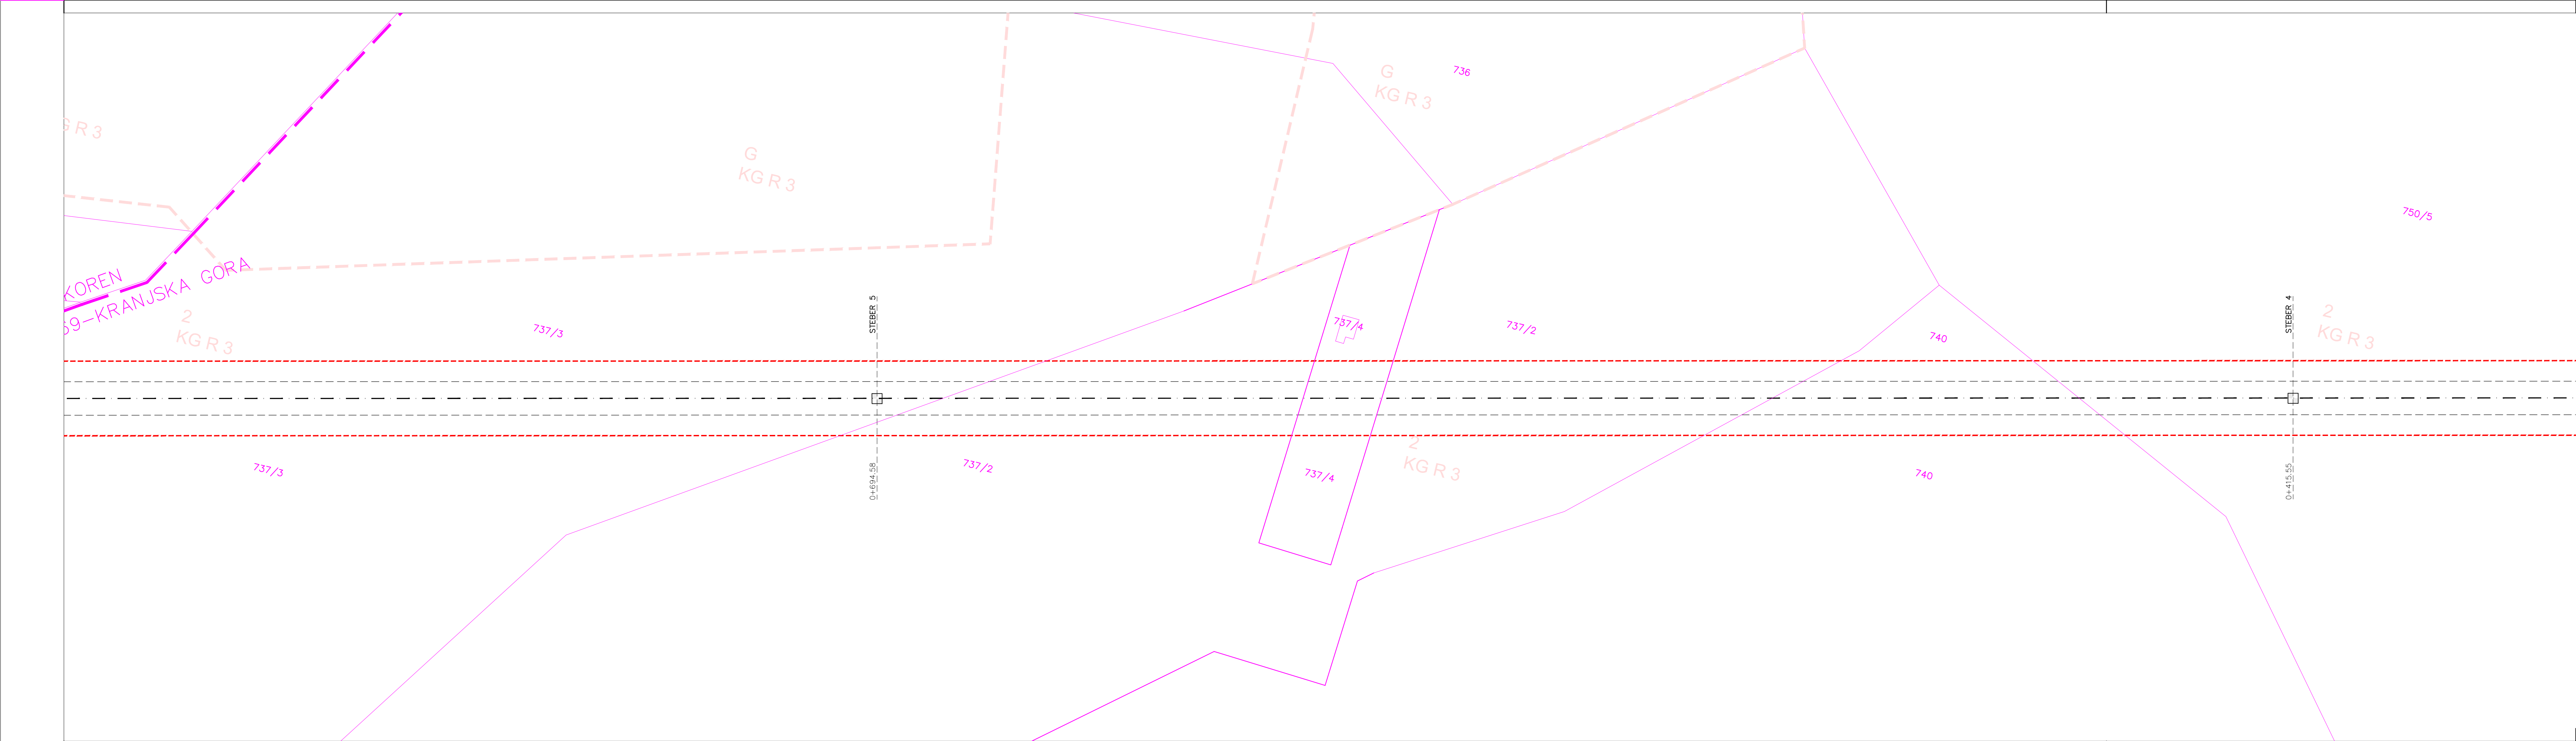 736
G
KG R 3
R 3
G
KG R 3
750/5
KOREN
69-KRANJSKA GORA
2
KG R 3
737/3
STEBER 5
737/4
737/2
740
STEBER 4
2
KG R 3
737/3
0+694.58
737/2
737/4
2
KG R 3
740
0+415.55